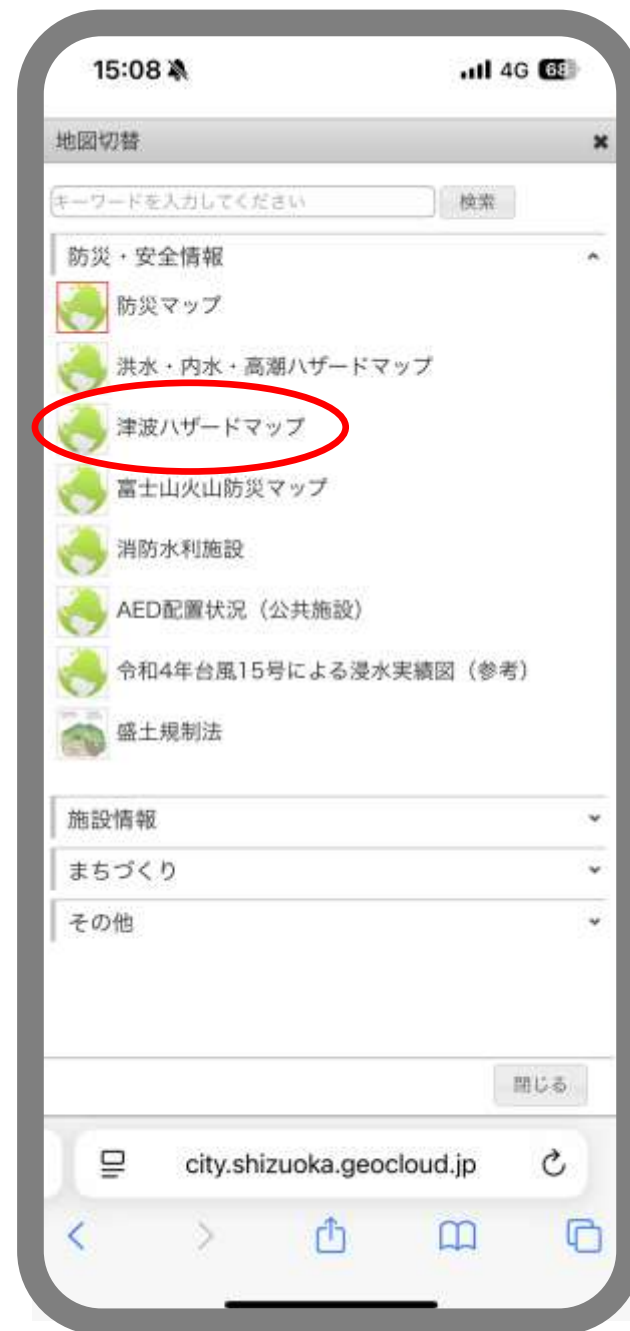 15:08
4G 68
地図切替
キーワードを入力してください 検索
防災・安全情報
防災マップ
洪水・内水・高潮ハザードマップ
津波ハザードマップ
富士山火山防災マップ
消防水利施設
AED配置状況（公共施設）
令和4年台風15号による浸水実績図（参考）
盛土規制法
施設情報
まちづくり
その他
閉じる
city.shizuoka.geocloud.jp